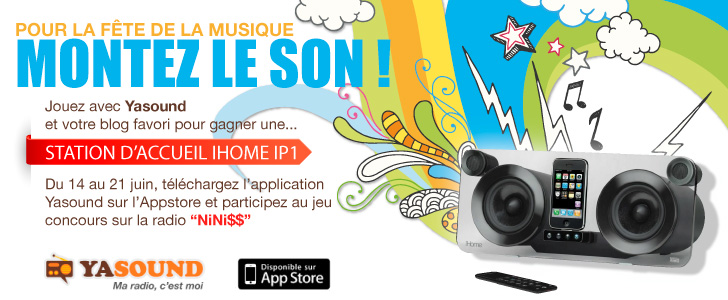 POUR LA FÊTE DE LA MUSIQUE
MONTEZ LE SON !
Jouez avec Yasound
et votre blog favori pour gagner une...
STATION D'ACCUEIL IHOME IP1
Du 14 au 21 juin, téléchargez l'application
Yasound sur l'Appstore et participez au jeu
concours sur la radio “NiNi$$”
YASOUND
Ma radio, c'est moi
Disponible sur
App Store
iHome